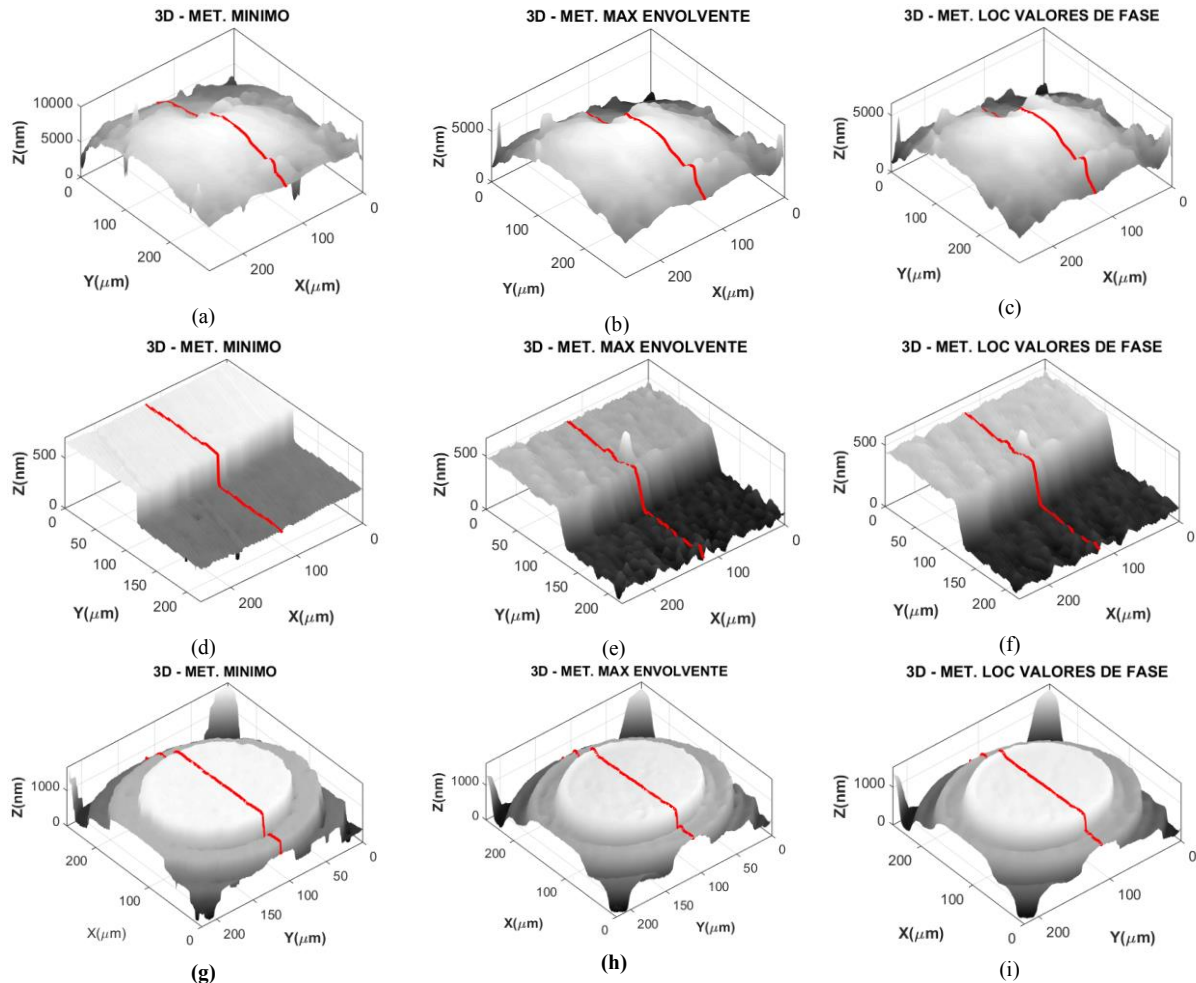 3D - MET. MINIMO
3D - MET. MAX ENVOLVENTE
3D - MET. LOC VALORES DE FASE
Z(nm)
10000
5000
0
0
100
200
Y(μm)
200
100
0
X(μm)
(a)
Z(nm)
5000
0
0
100
200
Y(μm)
200
100
0
X(μm)
(b)
Z(nm)
5000
0
0
100
200
Y(μm)
200
100
0
X(μm)
(c)
3D - MET. MINIMO
3D - MET. MAX ENVOLVENTE
3D - MET. LOC VALORES DE FASE
Z(nm)
500
0
0
50
100
150
200
Y(μm)
200
100
0
X(μm)
(d)
Z(nm)
500
0
0
50
100
150
200
Y(μm)
200
100
0
X(μm)
(e)
Z(nm)
500
0
0
50
100
150
200
Y(μm)
200
100
0
X(μm)
(f)
3D - MET. MINIMO
3D - MET. MAX ENVOLVENTE
3D - MET. LOC VALORES DE FASE
Z(nm)
1000
0
200
100
0
X(μm)
200
150
100
50
0
Y(μm)
(g)
Z(nm)
1000
0
200
100
0
X(μm)
200
150
100
50
0
Y(μm)
(h)
Z(nm)
1000
0
200
100
0
X(μm)
200
100
0
Y(μm)
(i)